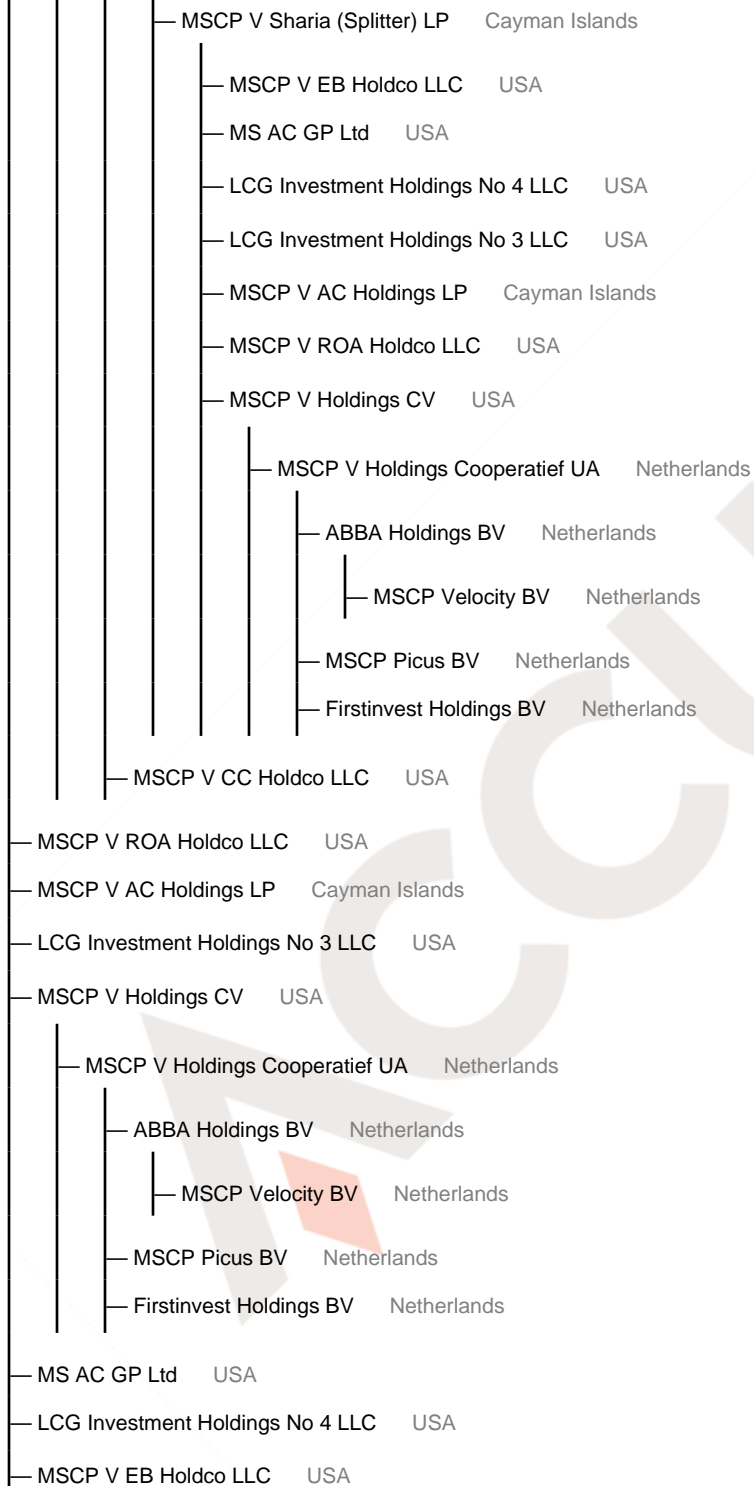 MSCP V Sharia (Splitter) LP Cayman Islands
MSCP V EB Holdco LLC USA
MS AC GP Ltd USA
LCG Investment Holdings No 4 LLC USA
LCG Investment Holdings No 3 LLC USA
MSCP V AC Holdings LP Cayman Islands
MSCP V ROA Holdco LLC USA
MSCP V Holdings CV USA
MSCP V Holdings Cooperatief UA Netherlands
ABBA Holdings BV Netherlands
MSCP Velocity BV Netherlands
MSCP Picus BV Netherlands
Firstinvest Holdings BV Netherlands
MSCP V CC Holdco LLC USA
MSCP V ROA Holdco LLC USA
MSCP V AC Holdings LP Cayman Islands
LCG Investment Holdings No 3 LLC USA
MSCP V Holdings CV USA
MSCP V Holdings Cooperatief UA Netherlands
ABBA Holdings BV Netherlands
MSCP Velocity BV Netherlands
MSCP Picus BV Netherlands
Firstinvest Holdings BV Netherlands
MS AC GP Ltd USA
LCG Investment Holdings No 4 LLC USA
MSCP V EB Holdco LLC USA